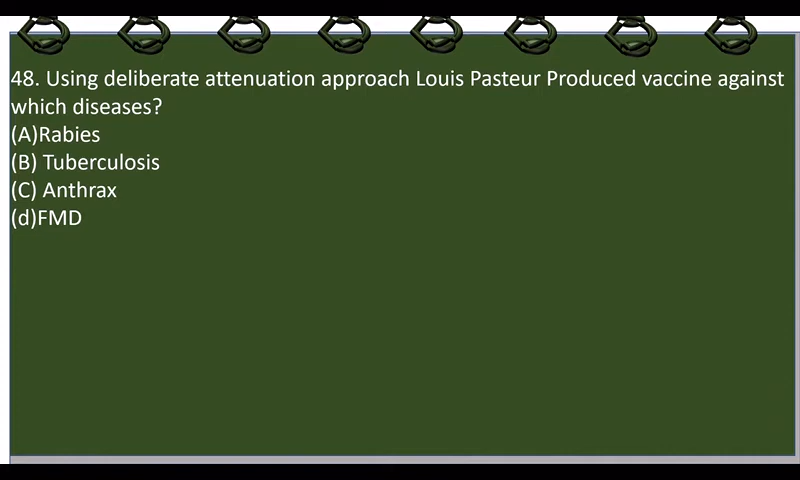 48. Using deliberate attenuation approach Louis Pasteur Produced vaccine against
which diseases?
(A)Rabies
(B) Tuberculosis
(C) Anthrax
(d)FMD